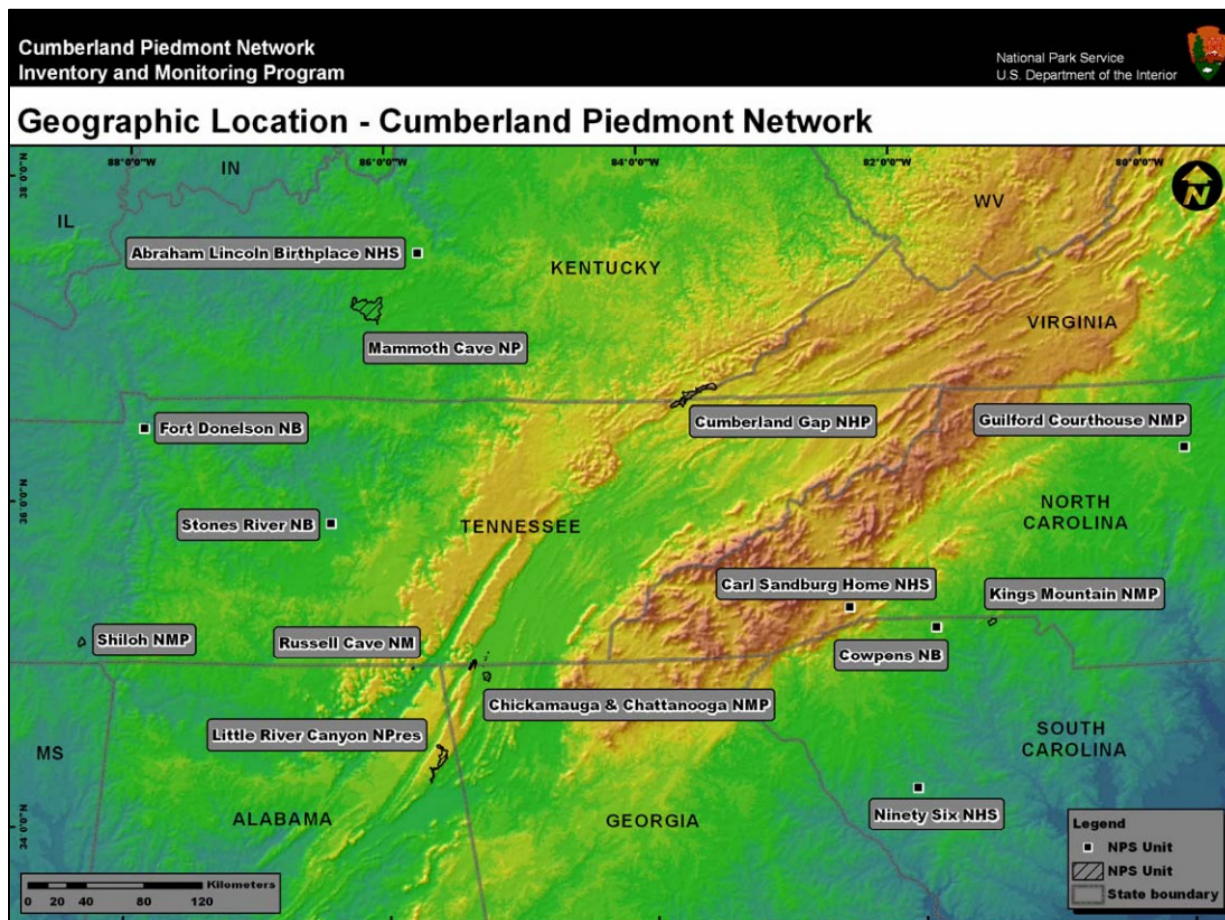 Cumberland Piedmont Network
Inventory and Monitoring Program
National Park Service
U.S. Department of the Interior
Geographic Location - Cumberland Piedmont Network
88°0'0"W
86°0'0"W
84°0'0"W
82°0'0"W
80°0'0"W
38°0'0"N
IN
IL
WV
N
Abraham Lincoln Birthplace NHS
KENTUCKY
VIRGINIA
Mammoth Cave NP
Cumberland Gap NHP
Guilford Courthouse NMP
Fort Donelson NB
36°0'0"N
Stones River NB
TENNESSEE
NORTH
CAROLINA
Carl Sandburg Home NHS
Kings Mountain NMP
Shiloh NMP
Russell Cave NM
Cowpens NB
Chickamauga & Chattanooga NMP
Little River Canyon NPres
MS
SOUTH
CAROLINA
34°0'0"N
ALABAMA
GEORGIA
Ninety Six NHS
Legend
NPS Unit
NPS Unit
State boundary
Kilometers
0 20 40 80 120